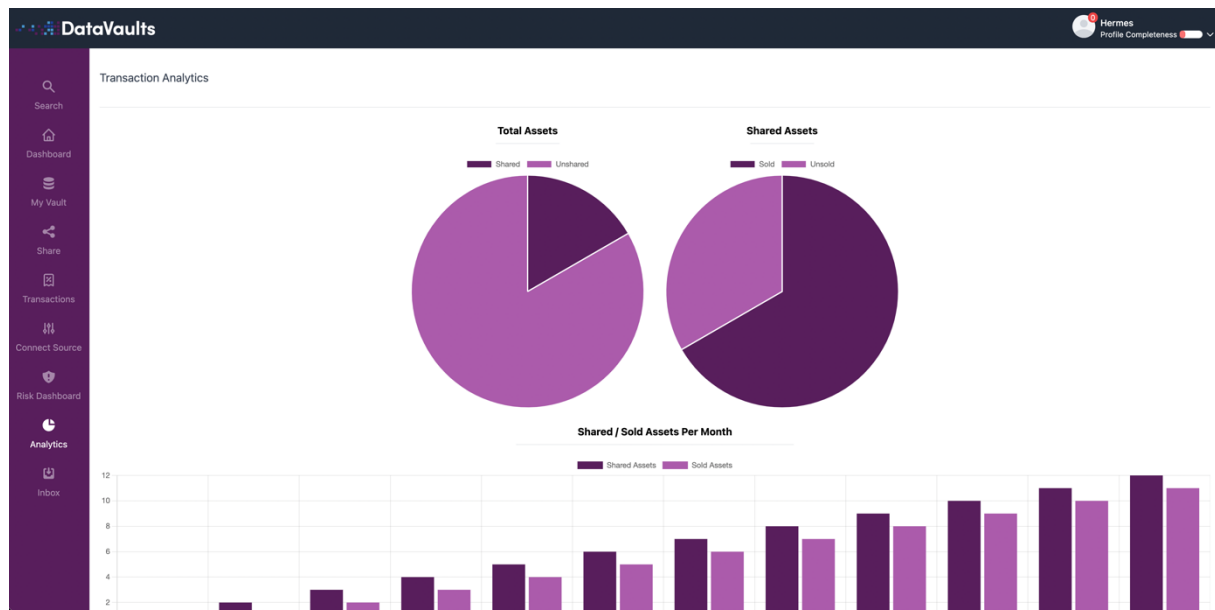 DataVaults
0
Hermes
Profile Completeness
Search
Dashboard
My Vault
Share
Transactions
Connect Source
Risk Dashboard
Analytics
Inbox
Transaction Analytics
Total Assets
Shared Unshared
Shared Assets
Sold Unsold
Shared / Sold Assets Per Month
Shared Assets Sold Assets
12
10
8
6
4
2